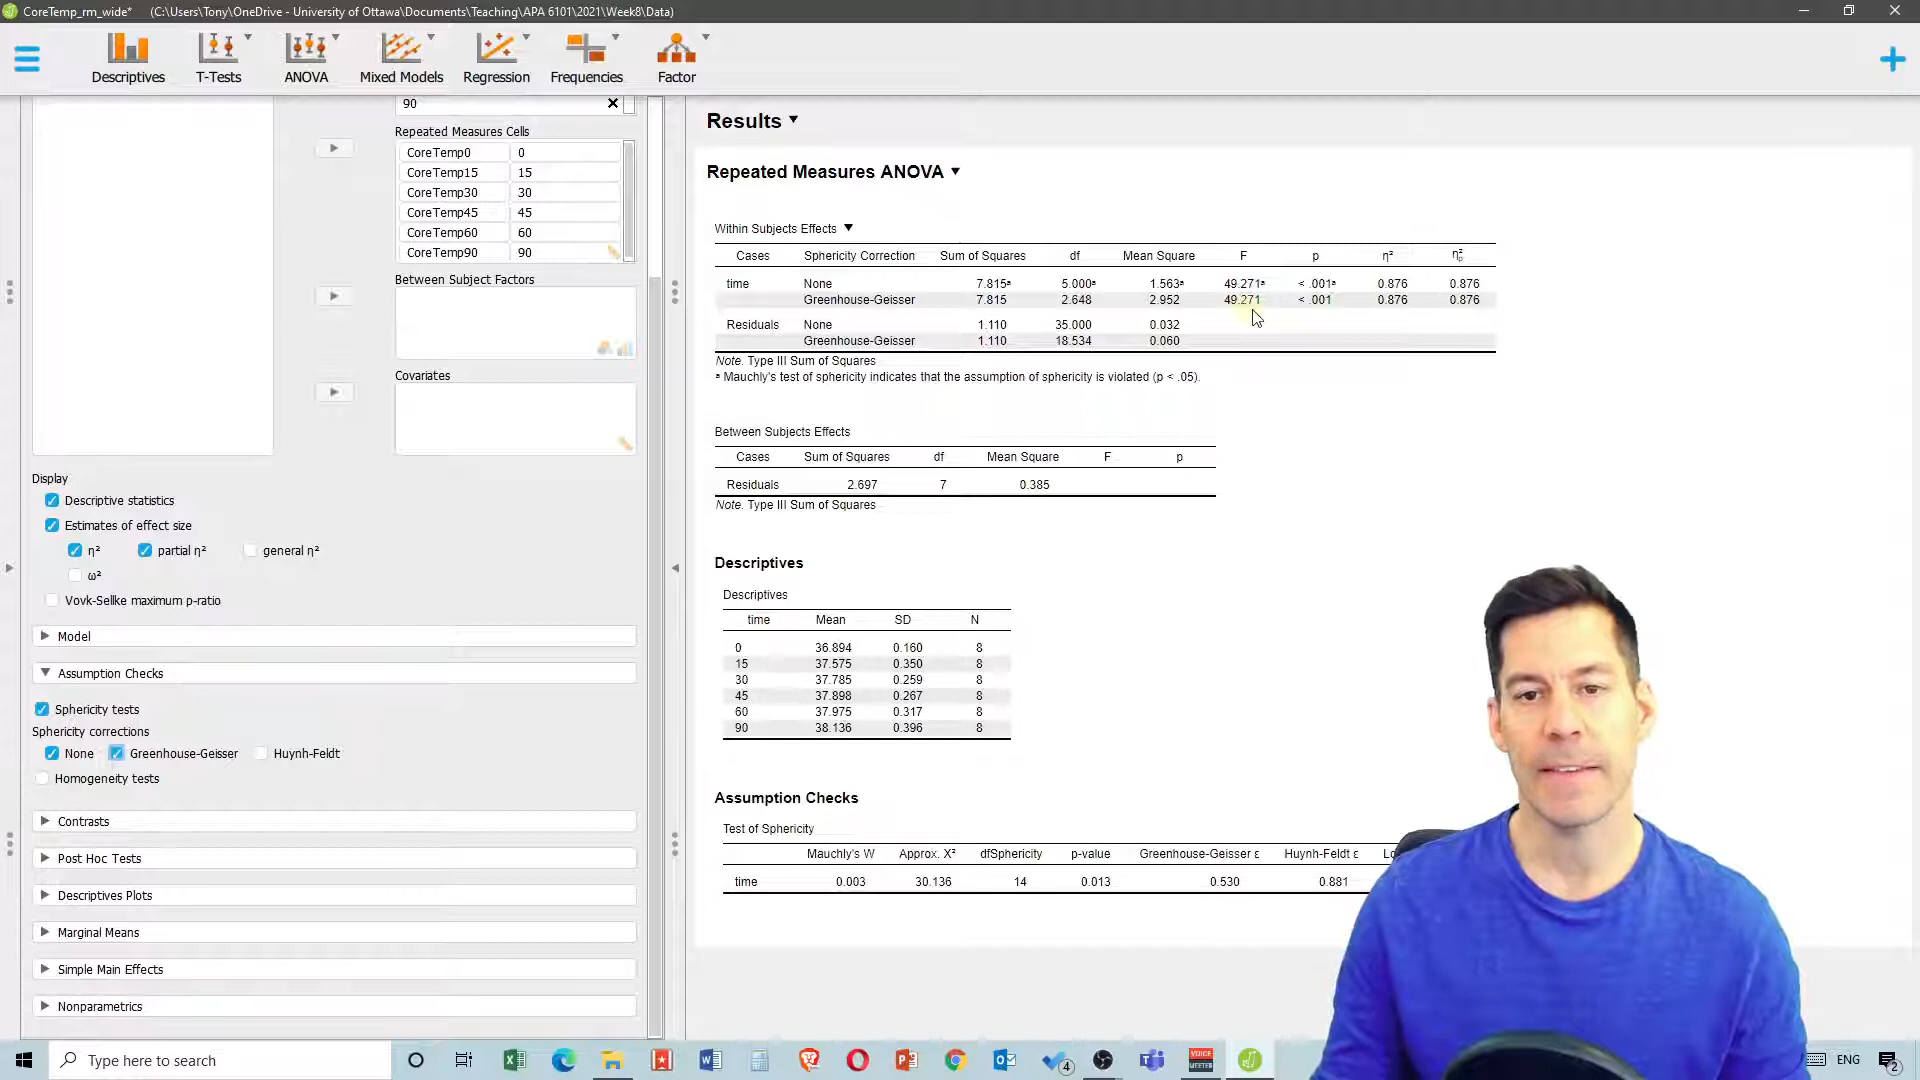 CoreTemp_rm_wide* (C:\Users\Tony\OneDrive - University of Ottawa\Documents\Teaching\APA 6101\2021\Week8\Data)
Descriptives T-Tests ANOVA Mixed Models Regression Frequencies Factor
90
Repeated Measures Cells
CoreTemp0 0
CoreTemp15 15
CoreTemp30 30
CoreTemp45 45
CoreTemp60 60
CoreTemp90 90
Between Subject Factors
Covariates
Display
Descriptive statistics
Estimates of effect size
η² partial η² general η²
ω²
Vovk-Sellke maximum p-ratio
Model
Assumption Checks
Sphericity tests
Sphericity corrections
None Greenhouse-Geisser Huynh-Feldt
Homogeneity tests
Contrasts
Post Hoc Tests
Descriptives Plots
Marginal Means
Simple Main Effects
Nonparametrics
Results
Repeated Measures ANOVA
Within Subjects Effects
Cases Sphericity Correction Sum of Squares df Mean Square F p η² η²p
time None 7.815ᵃ 5.000ᵃ 1.563ᵃ 49.271ᵃ < .001ᵃ 0.876 0.876
Greenhouse-Geisser 7.815 2.648 2.952 49.271 < .001 0.876 0.876
Residuals None 1.110 35.000 0.032
Greenhouse-Geisser 1.110 18.534 0.060
Note. Type III Sum of Squares
ᵃ Mauchly's test of sphericity indicates that the assumption of sphericity is violated (p < .05).
Between Subjects Effects
Cases Sum of Squares df Mean Square F p
Residuals 2.697 7 0.385
Note. Type III Sum of Squares
Descriptives
Descriptives
time Mean SD N
0 36.894 0.160 8
15 37.575 0.350 8
30 37.785 0.259 8
45 37.898 0.267 8
60 37.975 0.317 8
90 38.136 0.396 8
Assumption Checks
Test of Sphericity
Mauchly's W Approx. X² dfSphericity p-value Greenhouse-Geisser ε Huynh-Feldt ε
time 0.003 30.136 14 0.013 0.530 0.881
Type here to search
4
VOICE
MEETER
ENG
2